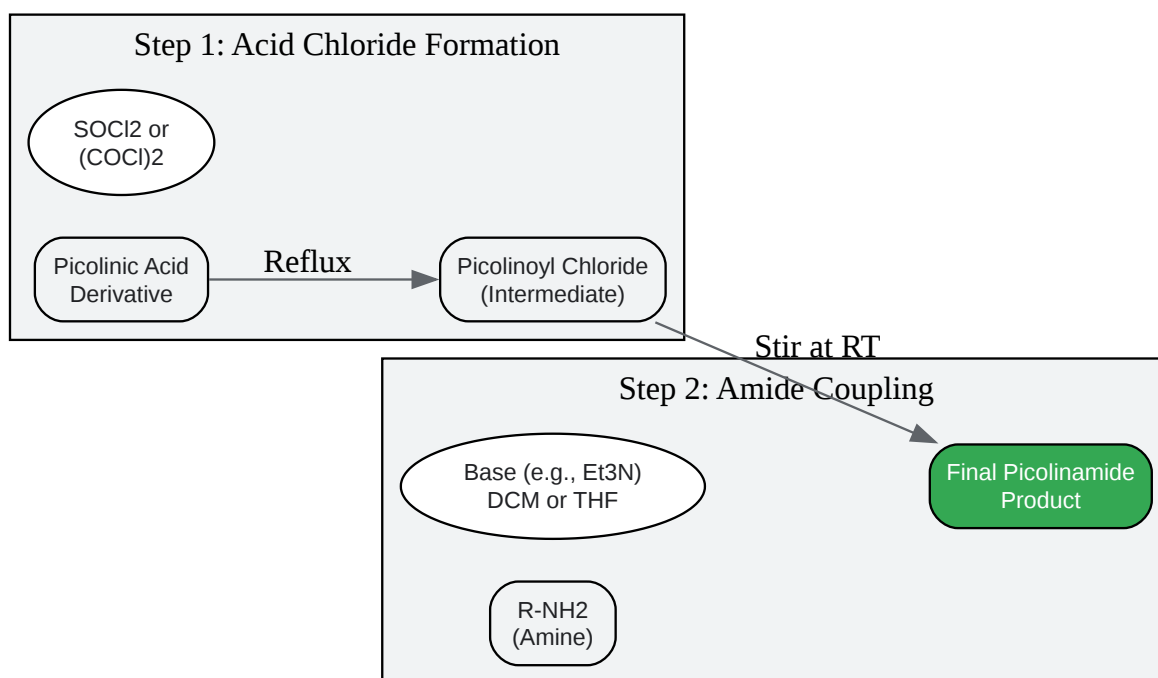 Step 1: Acid Chloride Formation
SOCl2 or
(COCl)2
Picolinic Acid
Derivative
Reflux
Picolinoyl Chloride
(Intermediate)
Stir at RT
Step 2: Amide Coupling
Base (e.g., Et3N)
DCM or THF
Final Picolinamide
Product
R-NH2
(Amine)